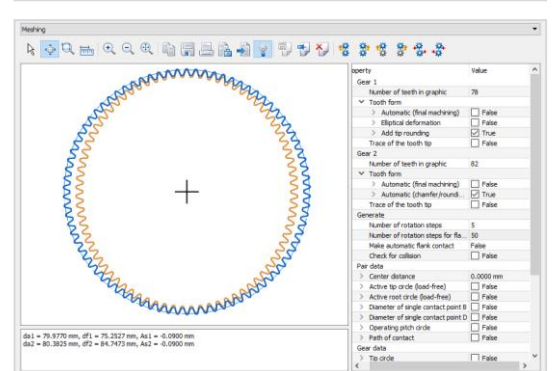 Meshing
operty Value
Gear 1
Number of teeth in graphic 78
Tooth form
Automatic (final machining) False
Elliptical deformation False
Add tip rounding True
Trace of the tooth tip False
Gear 2
Number of teeth in graphic 82
Tooth form
Automatic (final machining) False
Automatic (chamfer/roundi... True
Trace of the tooth tip False
Generate
Number of rotation steps 5
Number of rotation steps for fla... 50
Make automatic flank contact False
Check for collision False
Pair data
Center distance 0.0000 mm
Active tip circle (load-free) False
Active root circle (load-free) False
Diameter of single contact point B False
Diameter of single contact point D False
Operating pitch circle False
Path of contact False
Gear data
Tip circle False
da1 = 79.9770 mm, df1 = 75.2527 mm, As1 = -0.0900 mm
da2 = 80.3825 mm, df2 = 84.7473 mm, As2 = -0.0900 mm